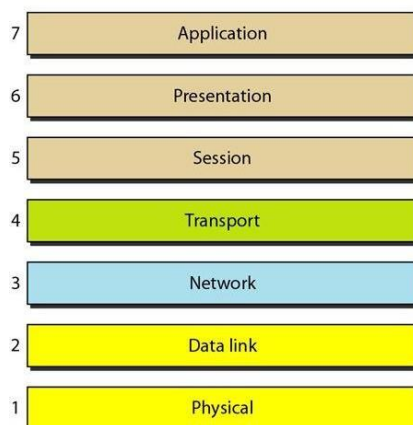 7 Application
6 Presentation
5 Session
4 Transport
3 Network
2 Data link
1 Physical